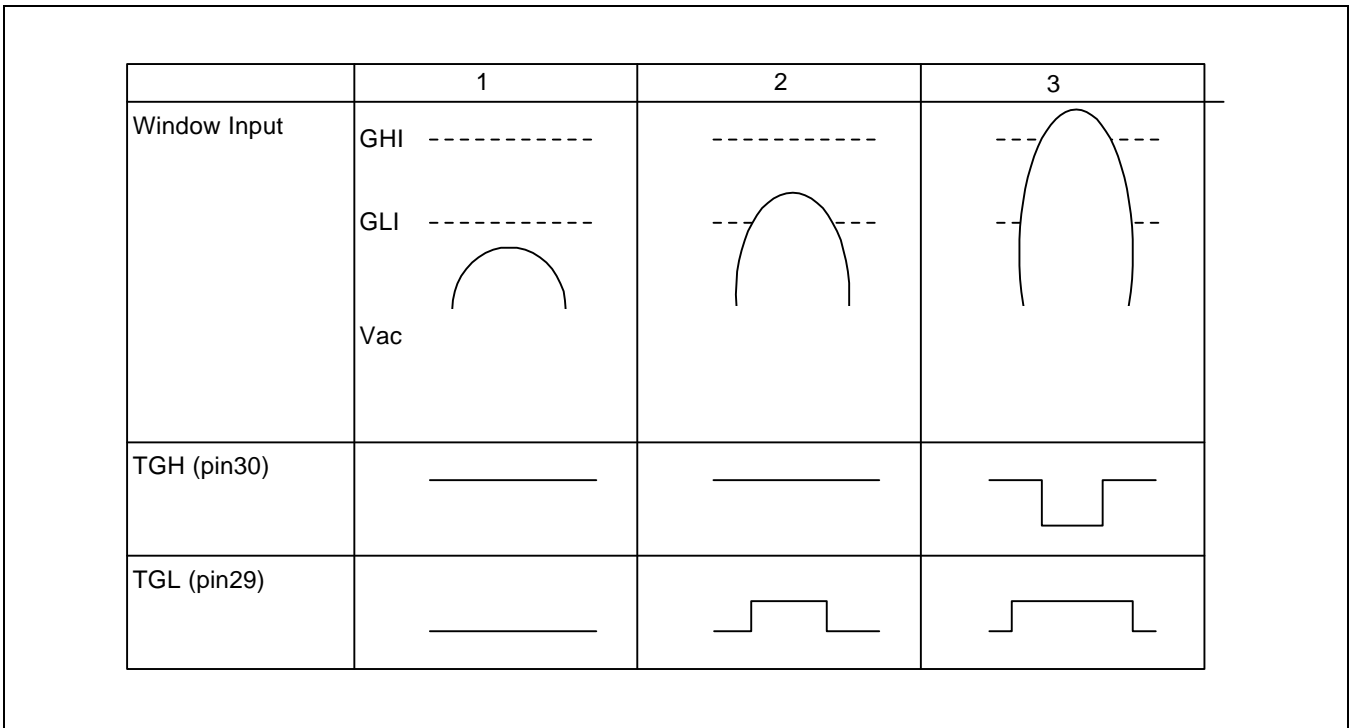 1 2 3
Window Input
GHI
GLI
Vac
TGH (pin30)
TGL (pin29)